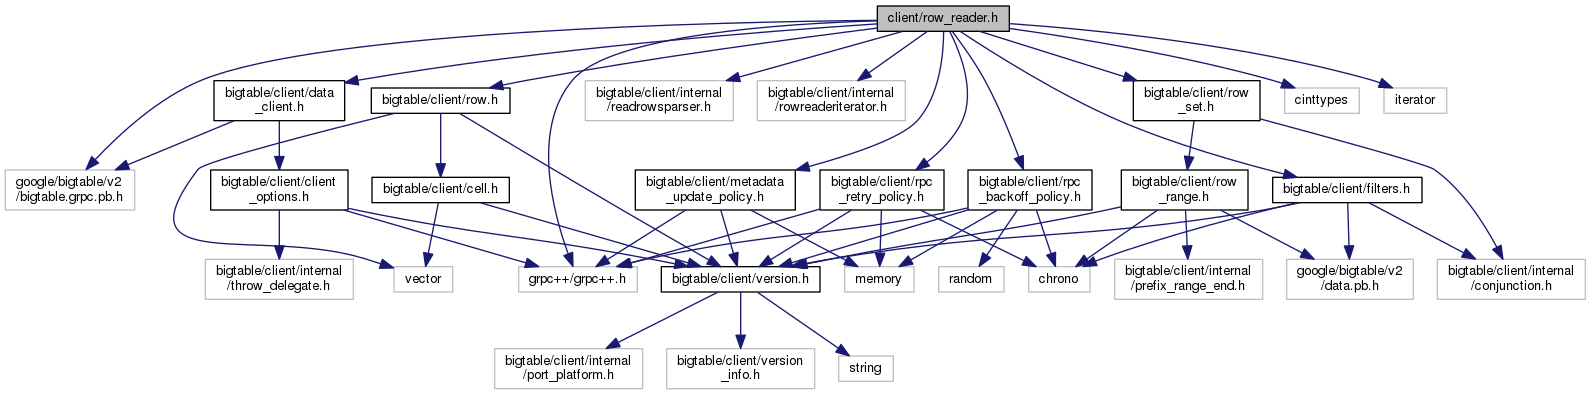 client/row_reader.h
bigtable/client/data
_client.h
bigtable/client/row.h
bigtable/client/internal
/readrowsparser.h
bigtable/client/internal
/rowreaderiterator.h
bigtable/client/row
_set.h
cinttypes
iterator
google/bigtable/v2
/bigtable.grpc.pb.h
bigtable/client/client
_options.h
bigtable/client/cell.h
bigtable/client/metadata
_update_policy.h
bigtable/client/rpc
_retry_policy.h
bigtable/client/rpc
_backoff_policy.h
bigtable/client/row
_range.h
bigtable/client/filters.h
bigtable/client/internal
/throw_delegate.h
vector
grpc++/grpc++.h
bigtable/client/version.h
memory
random
chrono
bigtable/client/internal
/prefix_range_end.h
google/bigtable/v2
/data.pb.h
bigtable/client/internal
/conjunction.h
bigtable/client/internal
/port_platform.h
bigtable/client/version
_info.h
string